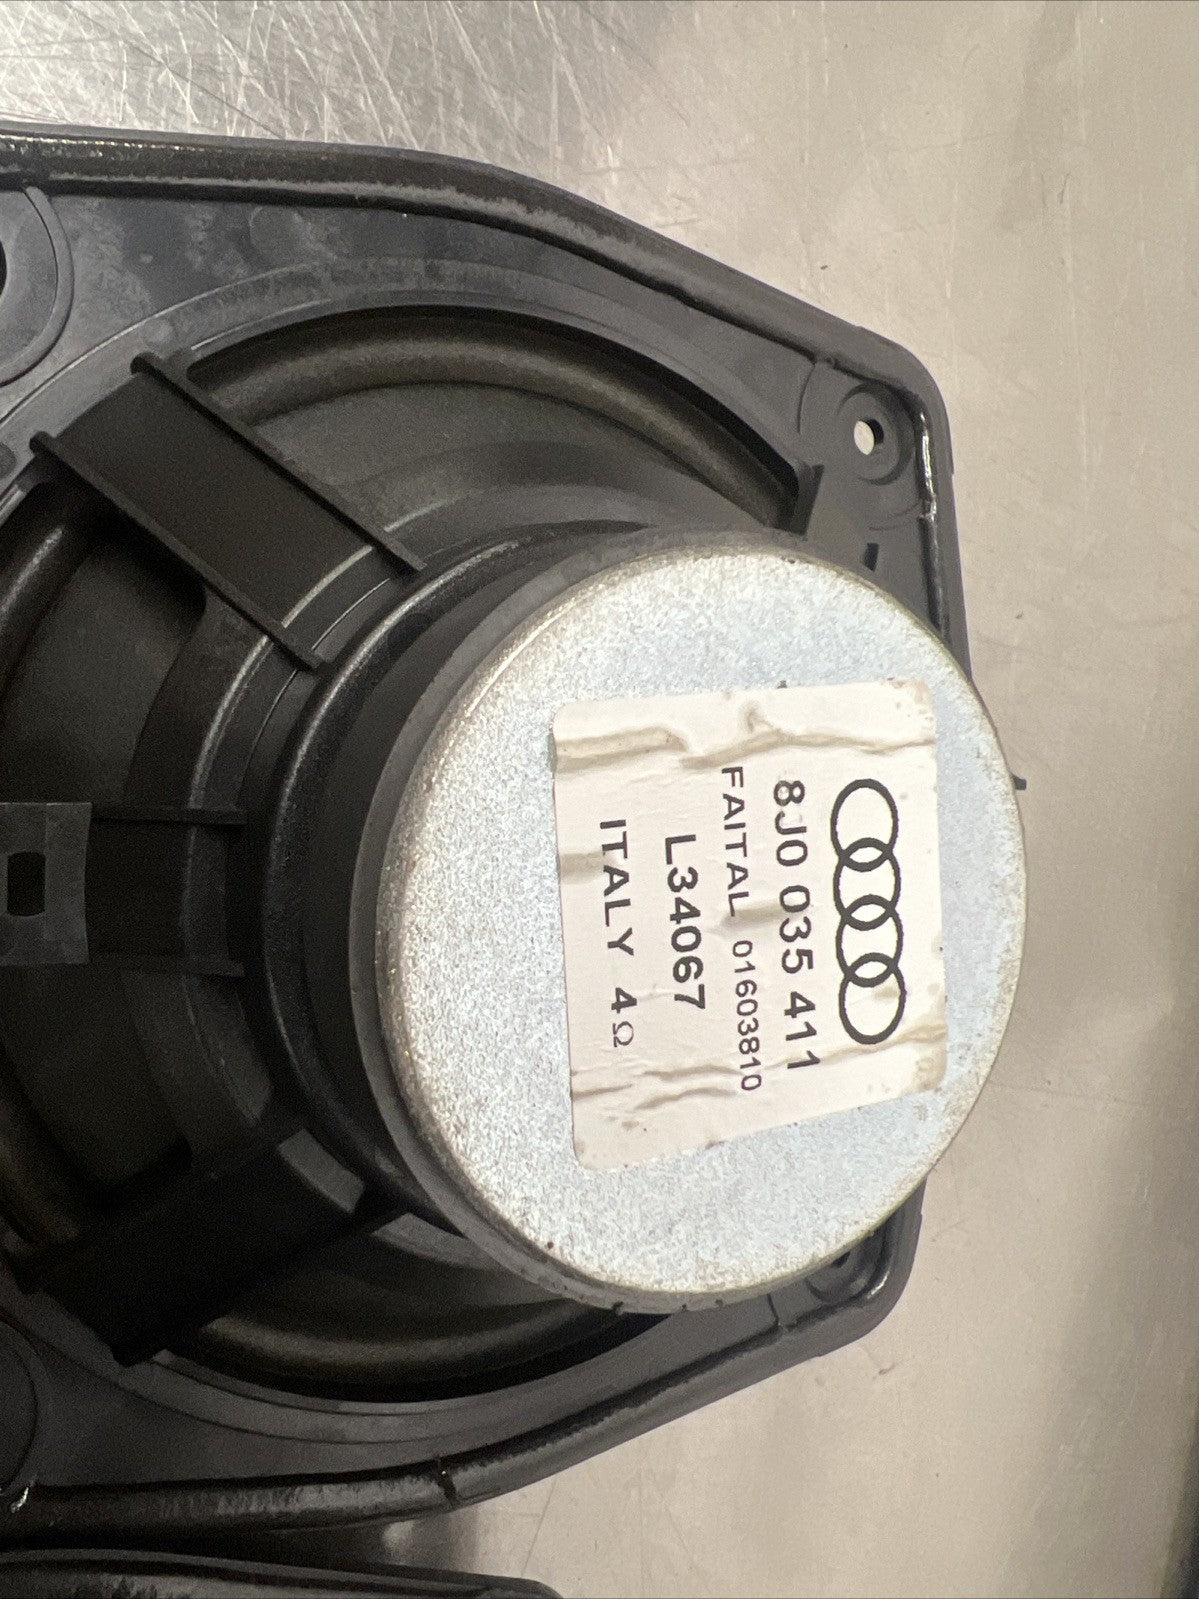 8J0 035 411
FAITAL 01603810
L34067
ITALY 4Ω